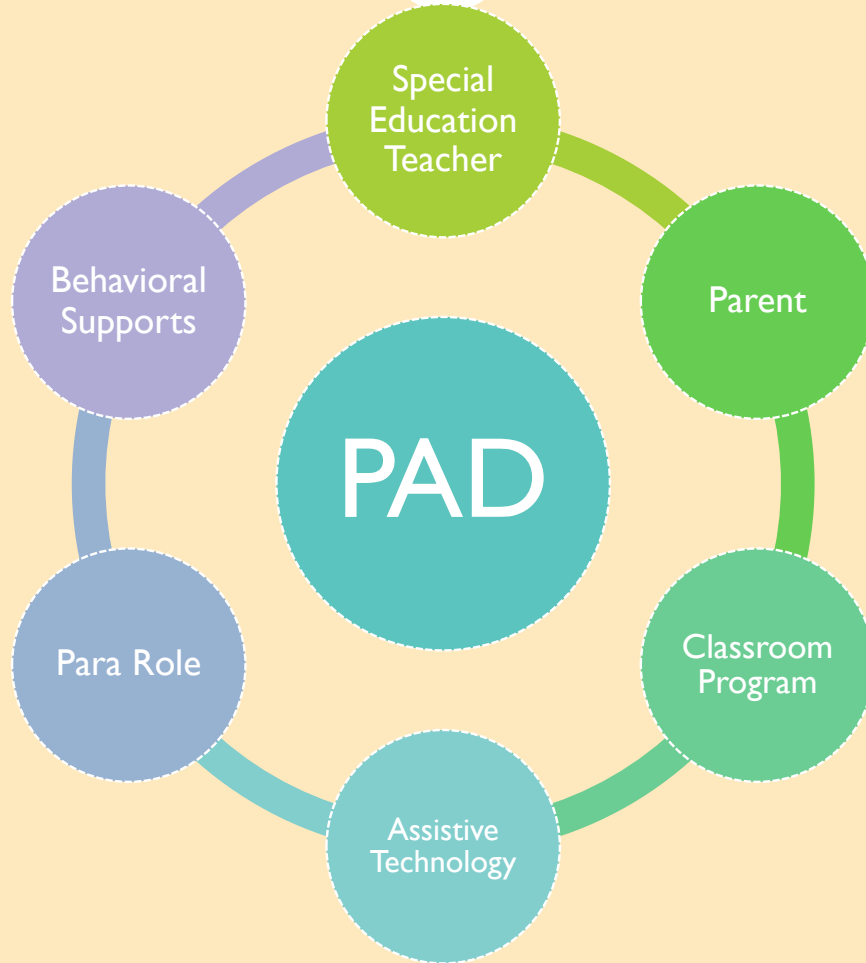 Special
Education
Teacher
Parent
Classroom
Program
Assistive
Technology
Para Role
Behavioral
Supports
PAD